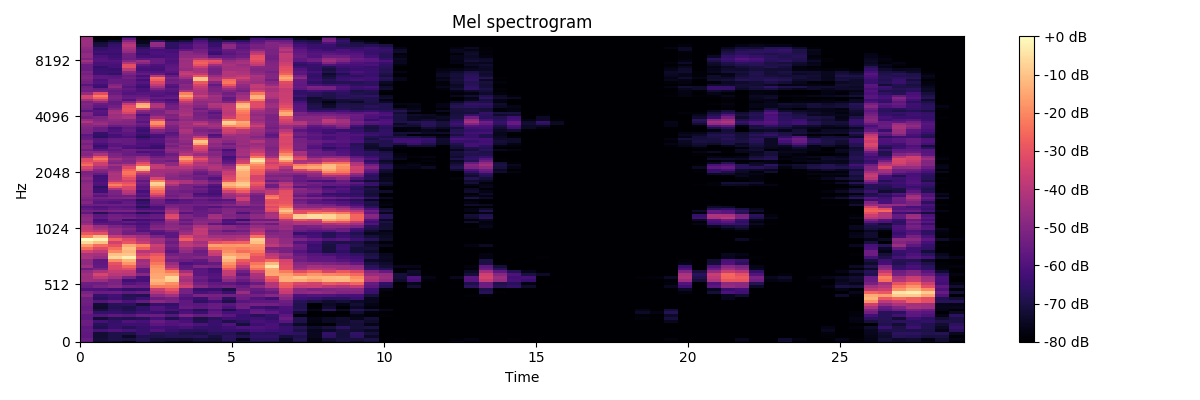 Mel spectrogram
8192
4096
2048
1024
512
0
Hz
0 5 10 15 20 25
Time
+0 dB
-10 dB
-20 dB
-30 dB
-40 dB
-50 dB
-60 dB
-70 dB
-80 dB